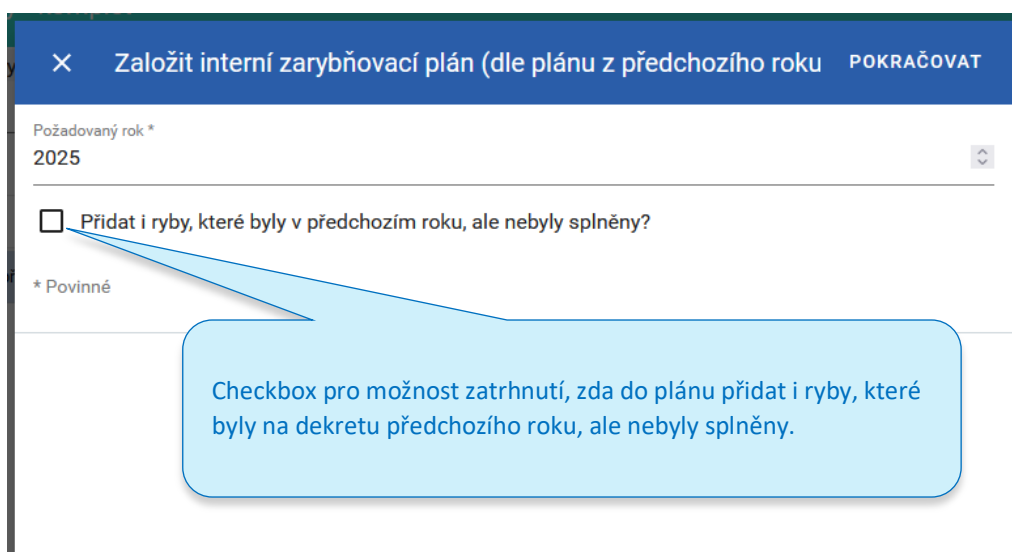 Založit interní zarybňovací plán (dle plánu z předchozího roku
POKRAČOVAT
Požadovaný rok *
2025
Přidat i ryby, které byly v předchozím roku, ale nebyly splněny?
* Povinné
Checkbox pro možnost zatrhnutí, zda do plánu přidat i ryby, které
byly na dekretu předchozího roku, ale nebyly splněny.